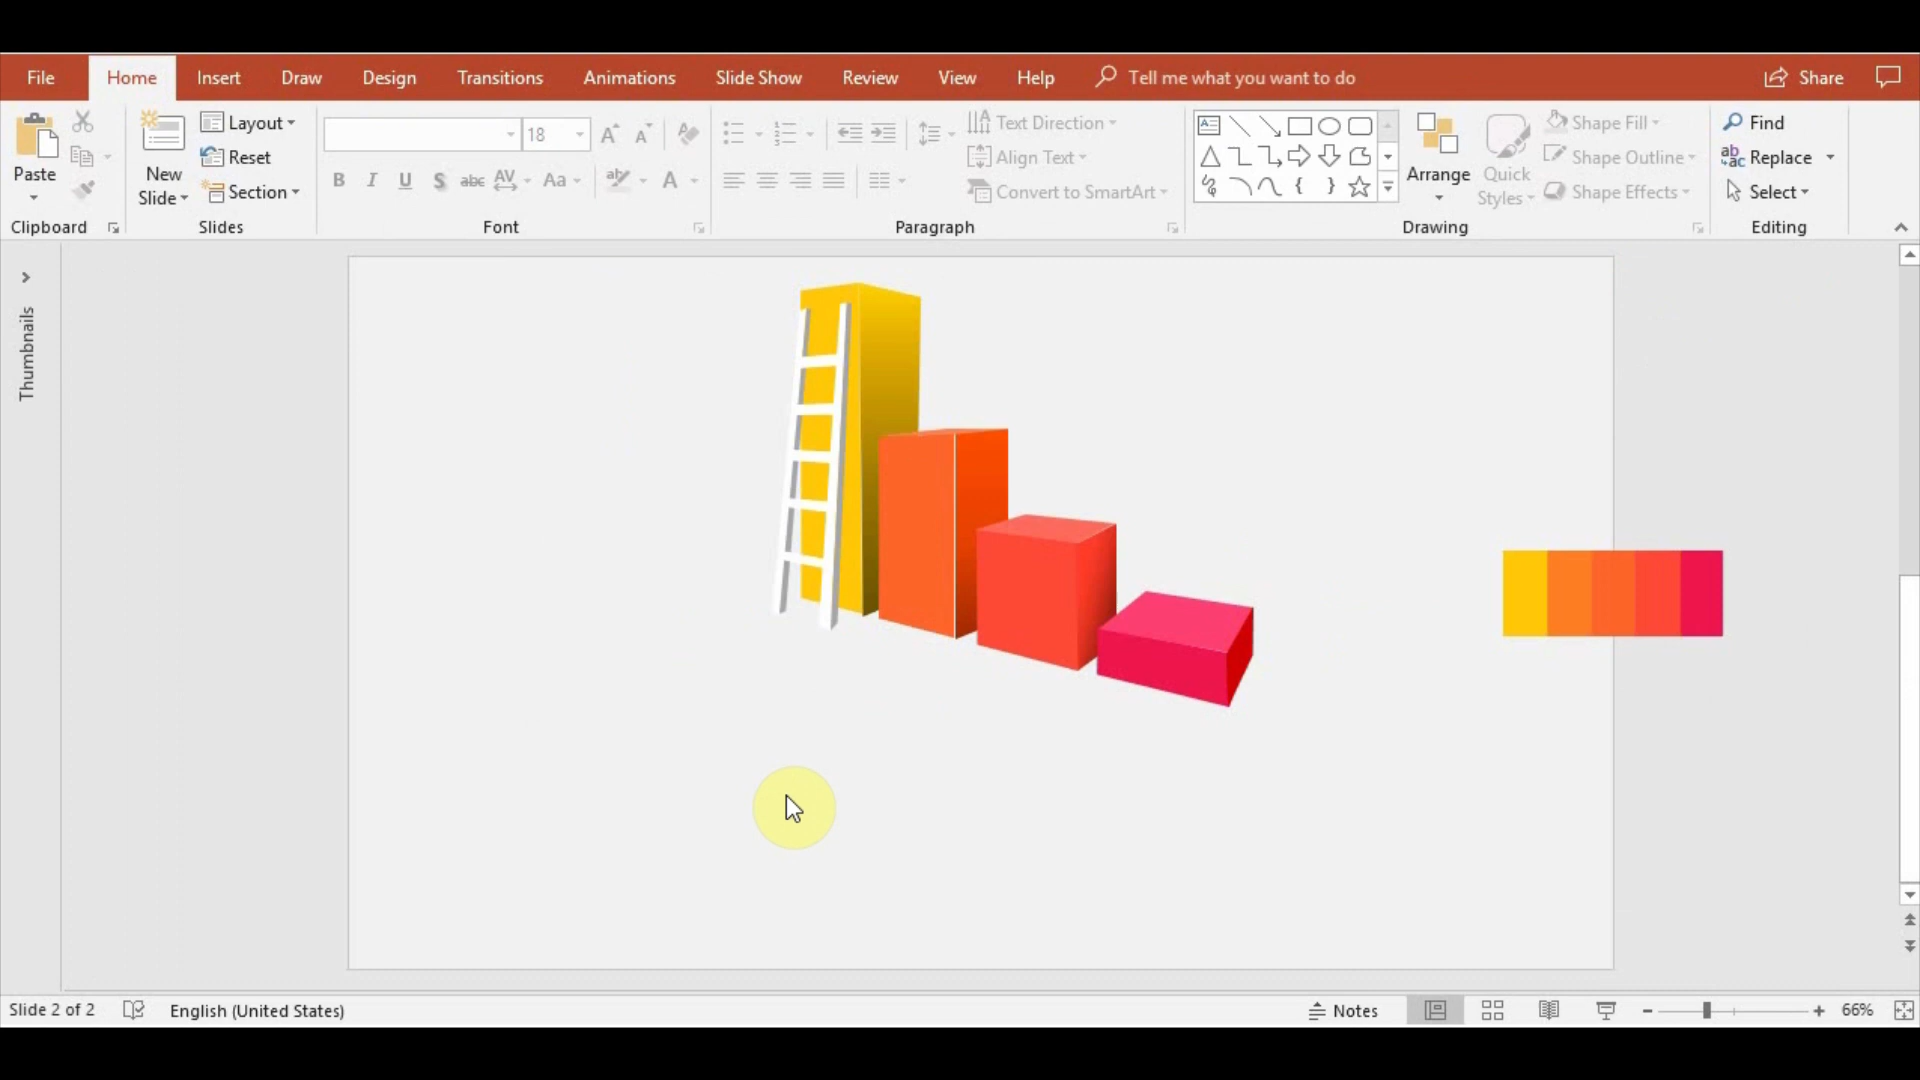 File Home Insert Draw Design Transitions Animations Slide Show Review View Help Tell me what you want to do Share
Paste
Clipboard
New
Slide
Layout
Reset
Section
Slides
18
B I U S abc AV Aa A
Font
Text Direction
Align Text
Convert to SmartArt
Paragraph
Arrange
Quick
Styles
Shape Fill
Shape Outline
Shape Effects
Drawing
Find
Replace
Select
Editing
Thumbnails
Slide 2 of 2 English (United States) Notes 66%